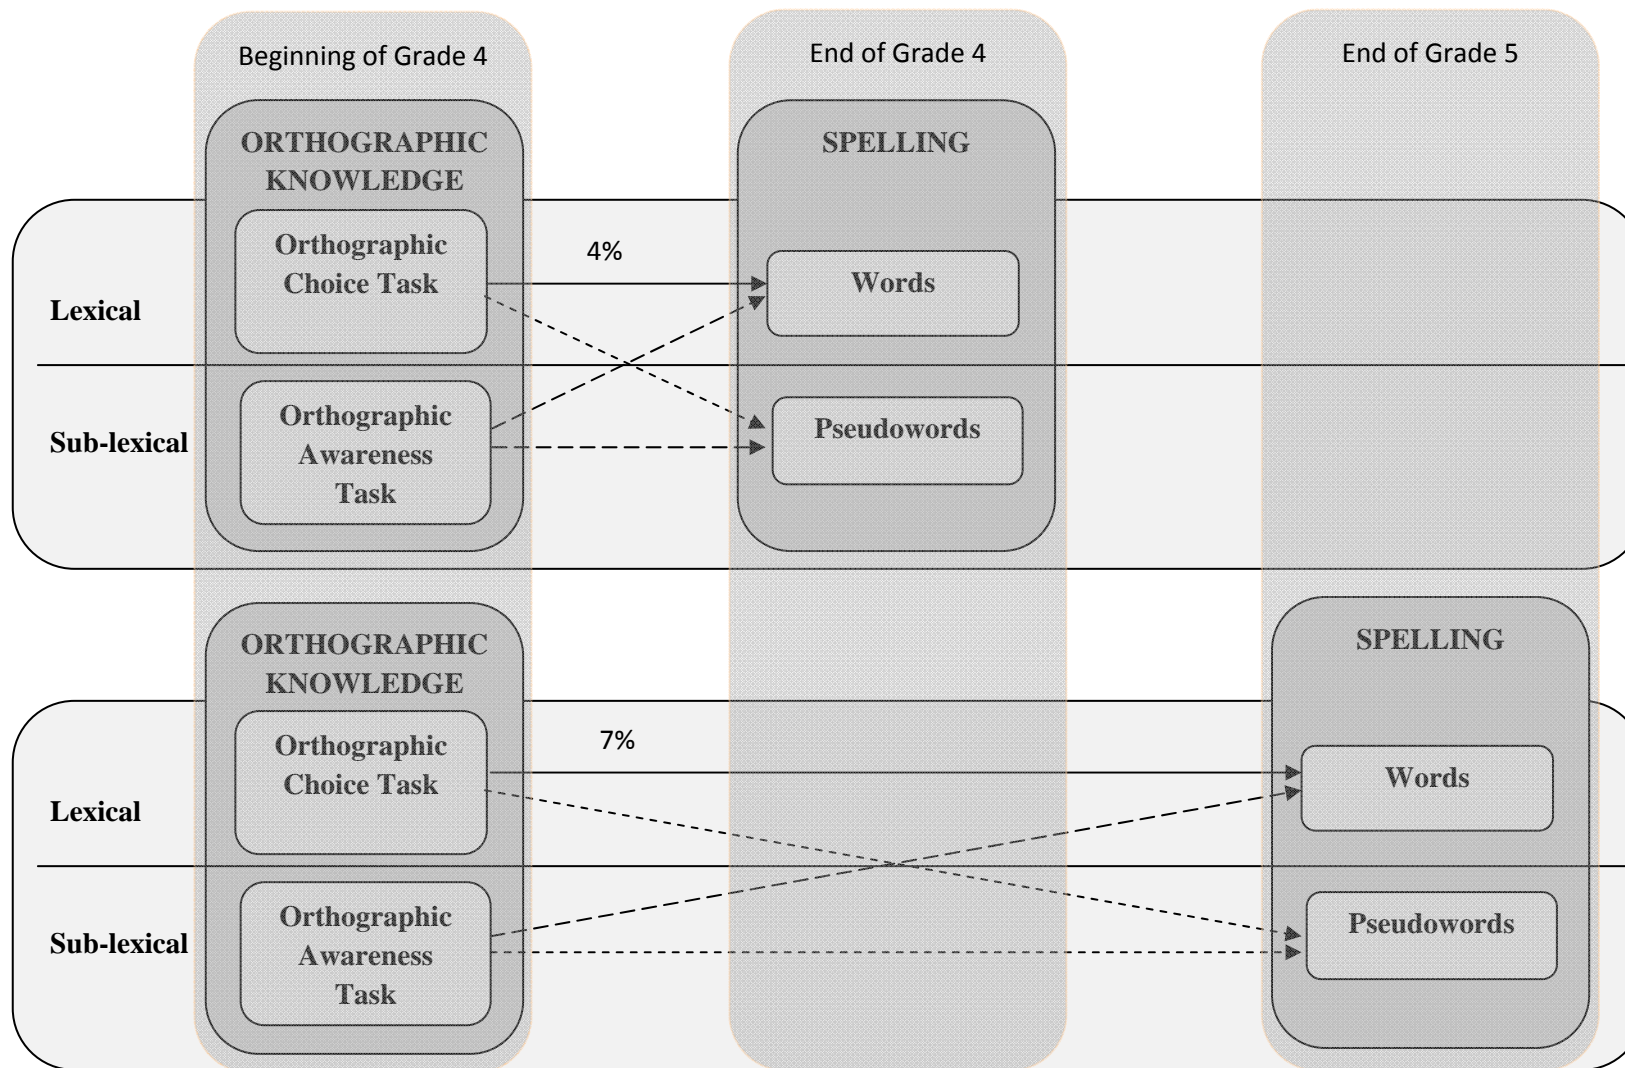 Beginning of Grade 4
End of Grade 4
End of Grade 5
ORTHOGRAPHIC
KNOWLEDGE
SPELLING
Orthographic
Choice Task
4%
Words
Lexical
Orthographic
Awareness
Task
Pseudowords
Sub-lexical
ORTHOGRAPHIC
KNOWLEDGE
SPELLING
Orthographic
Choice Task
7%
Words
Lexical
Orthographic
Awareness
Task
Pseudowords
Sub-lexical